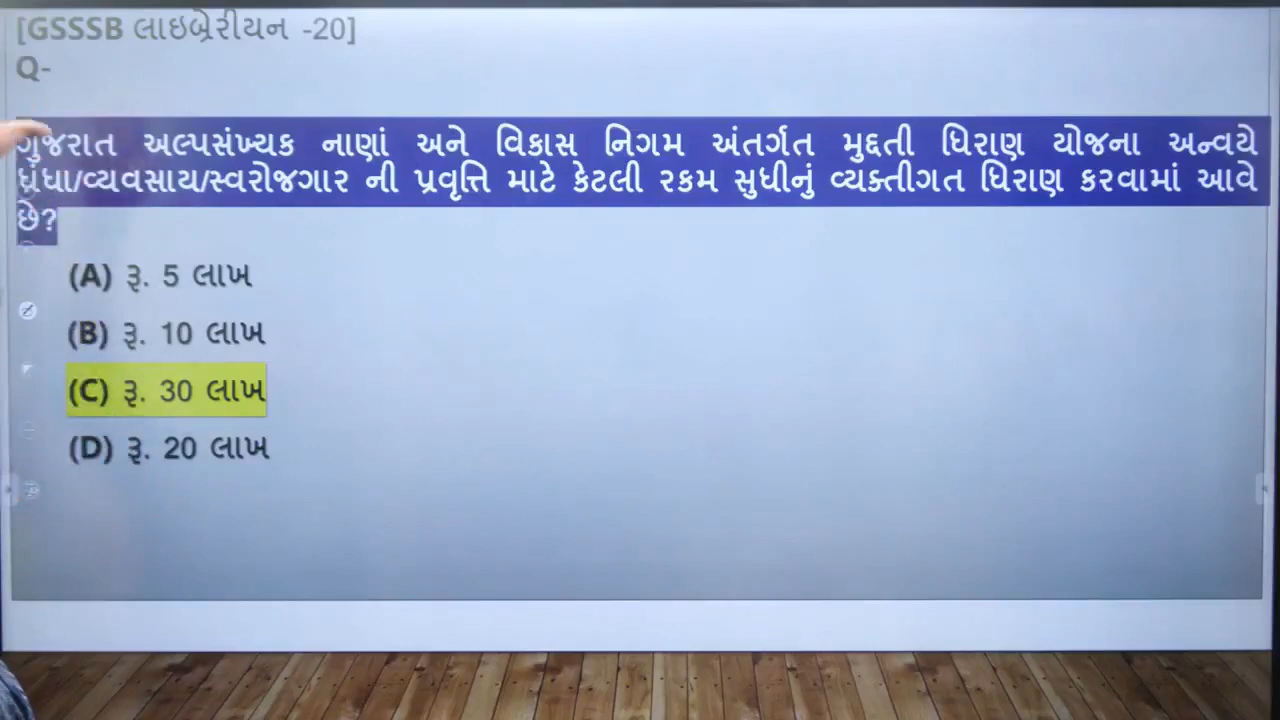 [GSSSB લાઇબ્રેરીયન -20]
Q-
ગુજરાત અલ્પસંખ્યક નાણાં અને વિકાસ નિગમ અંતર્ગત મુદ્દતી ધિરાણ યોજના અન્વયે
ધંધા/વ્યવસાય/સ્વરોજગાર ની પ્રવૃત્તિ માટે કેટલી રકમ સુધીનું વ્યક્તીગત ધિરાણ કરવામાં આવે
છે?
(A) રૂ. 5 લાખ
(B) રૂ. 10 લાખ
(C) રૂ. 30 લાખ
(D) રૂ. 20 લાખ